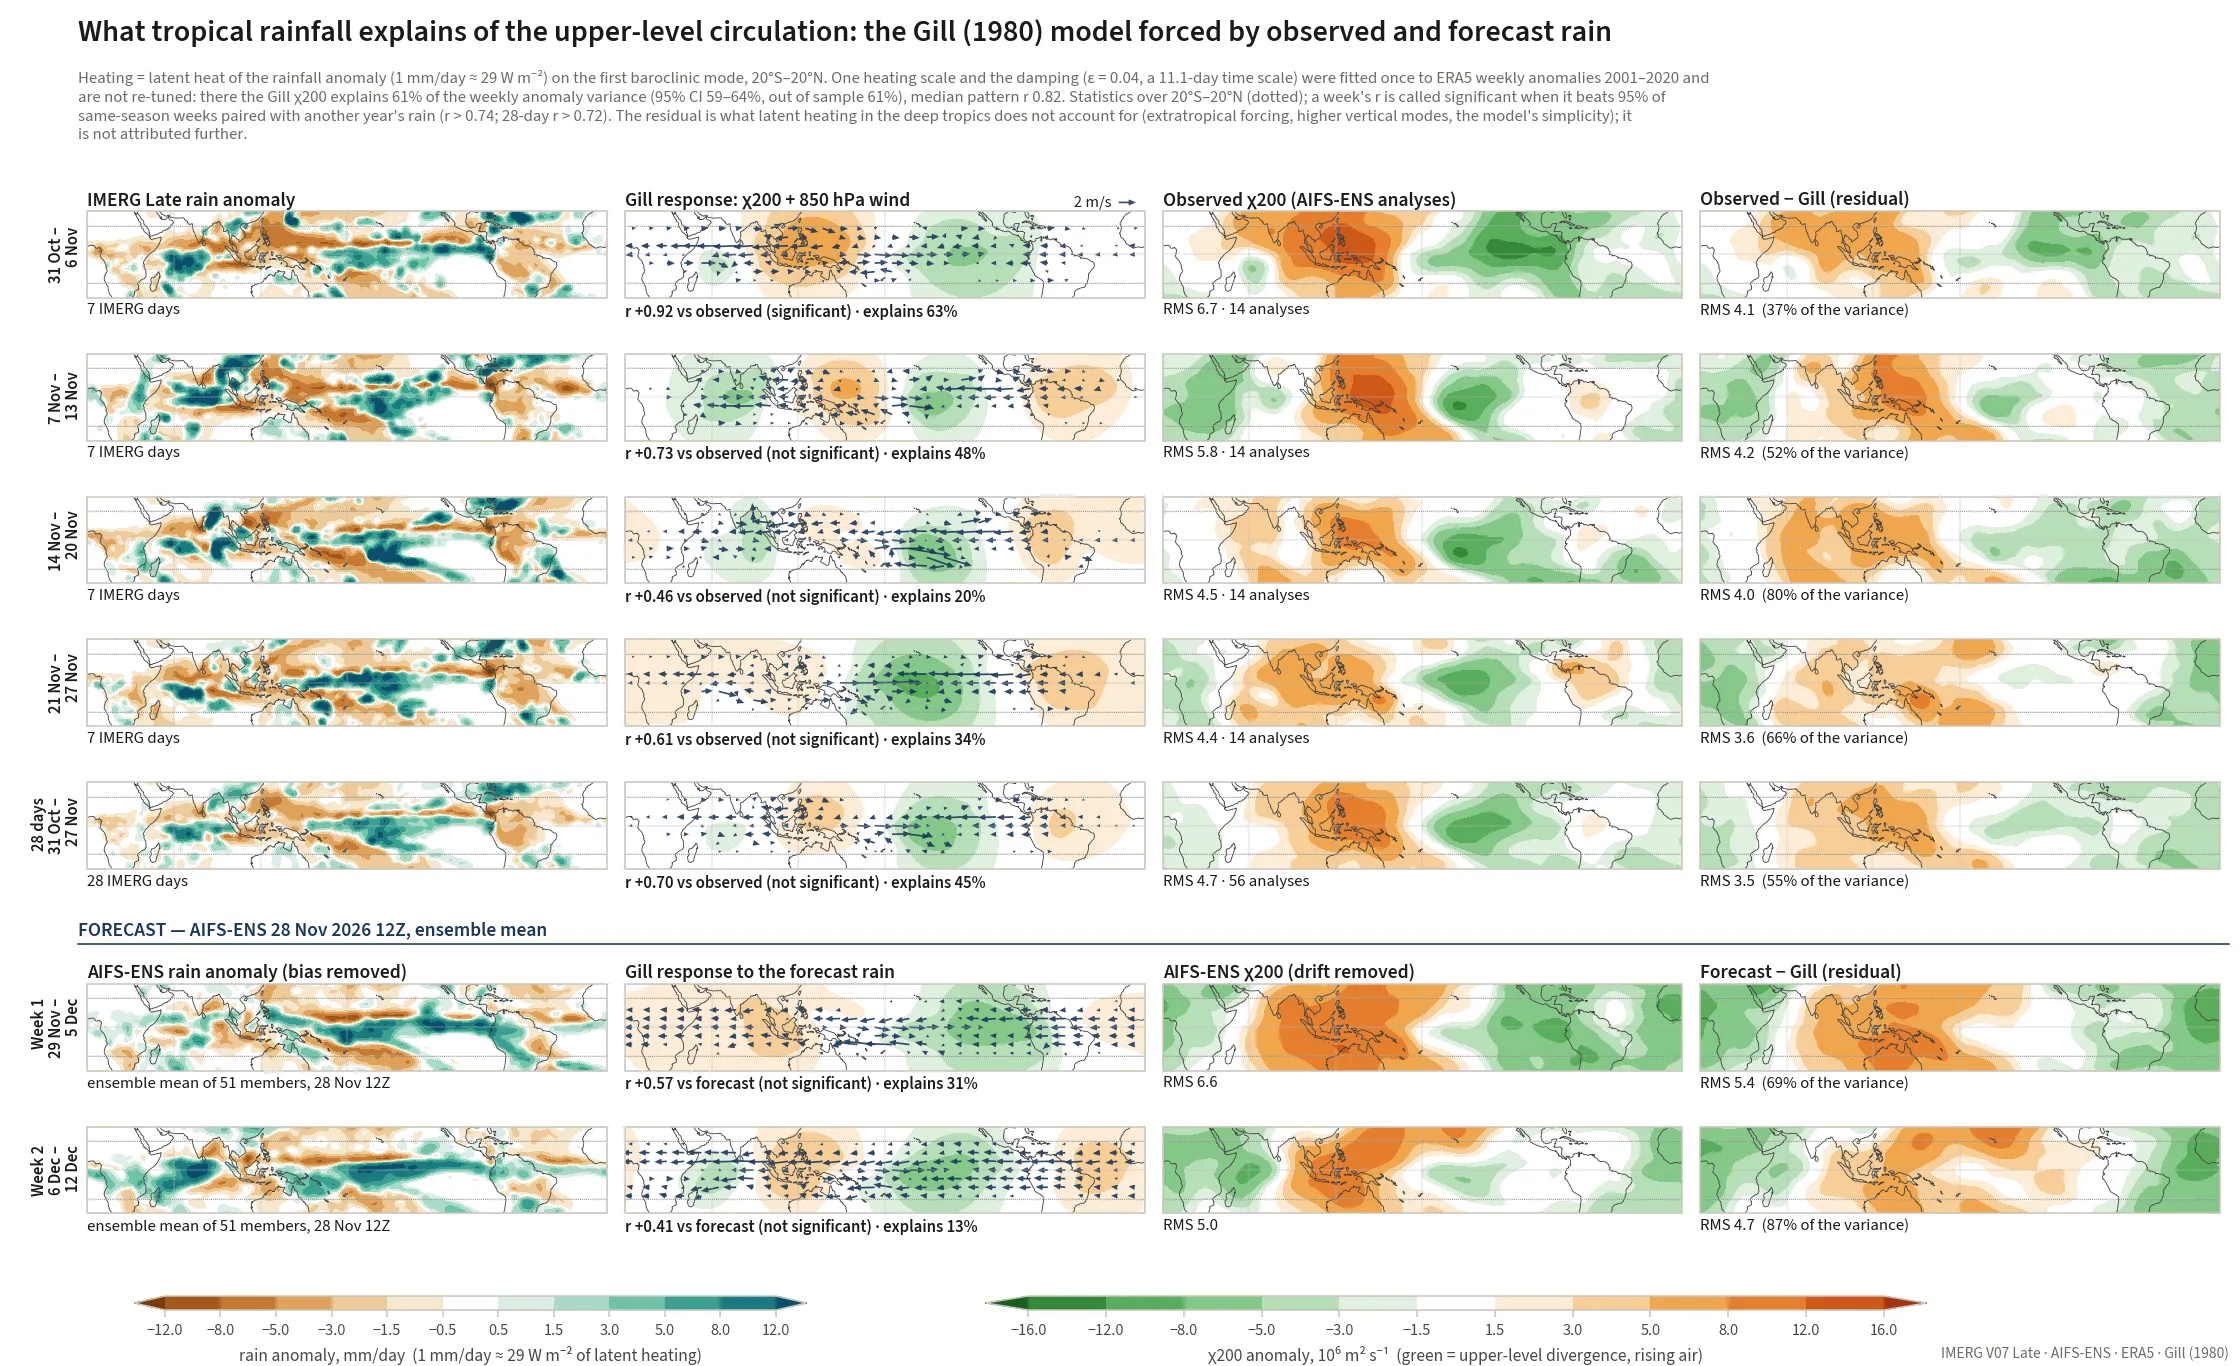 What tropical rainfall explains of the upper-level circulation: the Gill (1980) model forced by observed and forecast rain
Heating = latent heat of the rainfall anomaly (1 mm/day ≈ 29 W m⁻²) on the first baroclinic mode, 20°S–20°N. One heating scale and the damping (ε = 0.04, a 11.1-day time scale) were fitted once to ERA5 weekly anomalies 2001–2020 and
are not re-tuned: there the Gill χ200 explains 61% of the weekly anomaly variance (95% CI 59–64%, out of sample 61%), median pattern r 0.82. Statistics over 20°S–20°N (dotted); a week's r is called significant when it beats 95% of
same-season weeks paired with another year's rain (r > 0.74; 28-day r > 0.72). The residual is what latent heating in the deep tropics does not account for (extratropical forcing, higher vertical modes, the model's simplicity); it
is not attributed further.
IMERG Late rain anomaly
Gill response: χ200 + 850 hPa wind
2 m/s
Observed χ200 (AIFS-ENS analyses)
Observed − Gill (residual)
31 Oct –
6 Nov
7 IMERG days
r +0.92 vs observed (significant) · explains 63%
RMS 6.7 · 14 analyses
RMS 4.1 (37% of the variance)
7 Nov –
13 Nov
7 IMERG days
r +0.73 vs observed (not significant) · explains 48%
RMS 5.8 · 14 analyses
RMS 4.2 (52% of the variance)
14 Nov –
20 Nov
7 IMERG days
r +0.46 vs observed (not significant) · explains 20%
RMS 4.5 · 14 analyses
RMS 4.0 (80% of the variance)
21 Nov –
27 Nov
7 IMERG days
r +0.61 vs observed (not significant) · explains 34%
RMS 4.4 · 14 analyses
RMS 3.6 (66% of the variance)
28 days
31 Oct –
27 Nov
28 IMERG days
r +0.70 vs observed (not significant) · explains 45%
RMS 4.7 · 56 analyses
RMS 3.5 (55% of the variance)
FORECAST — AIFS-ENS 28 Nov 2026 12Z, ensemble mean
AIFS-ENS rain anomaly (bias removed)
Gill response to the forecast rain
AIFS-ENS χ200 (drift removed)
Forecast − Gill (residual)
Week 1
29 Nov –
5 Dec
ensemble mean of 51 members, 28 Nov 12Z
r +0.57 vs forecast (not significant) · explains 31%
RMS 6.6
RMS 5.4 (69% of the variance)
Week 2
6 Dec –
12 Dec
ensemble mean of 51 members, 28 Nov 12Z
r +0.41 vs forecast (not significant) · explains 13%
RMS 5.0
RMS 4.7 (87% of the variance)
−12.0 −8.0 −5.0 −3.0 −1.5 −0.5 0.5 1.5 3.0 5.0 8.0 12.0
rain anomaly, mm/day (1 mm/day ≈ 29 W m⁻² of latent heating)
−16.0 −12.0 −8.0 −5.0 −3.0 −1.5 1.5 3.0 5.0 8.0 12.0 16.0
χ200 anomaly, 10⁶ m² s⁻¹ (green = upper-level divergence, rising air)
IMERG V07 Late · AIFS-ENS · ERA5 · Gill (1980)